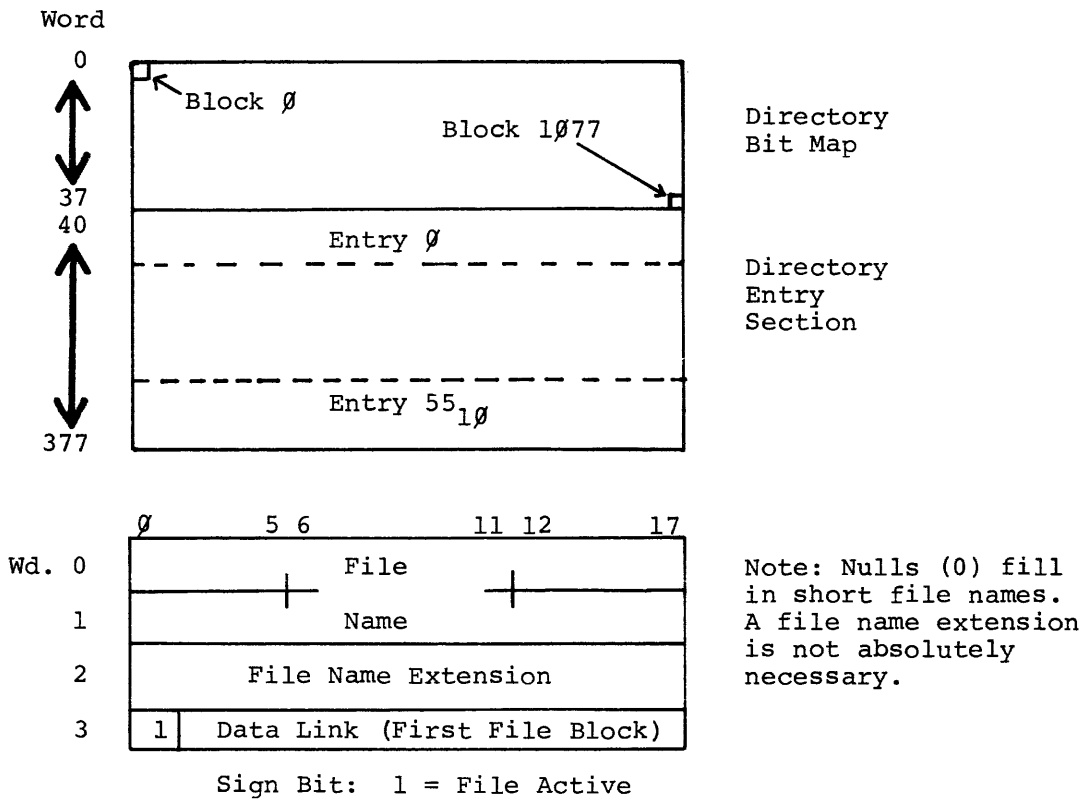 Word
0
Block Ø
Block 1Ø77
Directory
Bit Map
37
40
Entry Ø
Directory
Entry
Section
Entry 55₁Ø
377
Ø 5 6 11 12 17
Wd. 0 File
1 Name
2 File Name Extension
3 1 Data Link (First File Block)
Note: Nulls (0) fill
in short file names.
A file name extension
is not absolutely
necessary.
Sign Bit: 1 = File Active